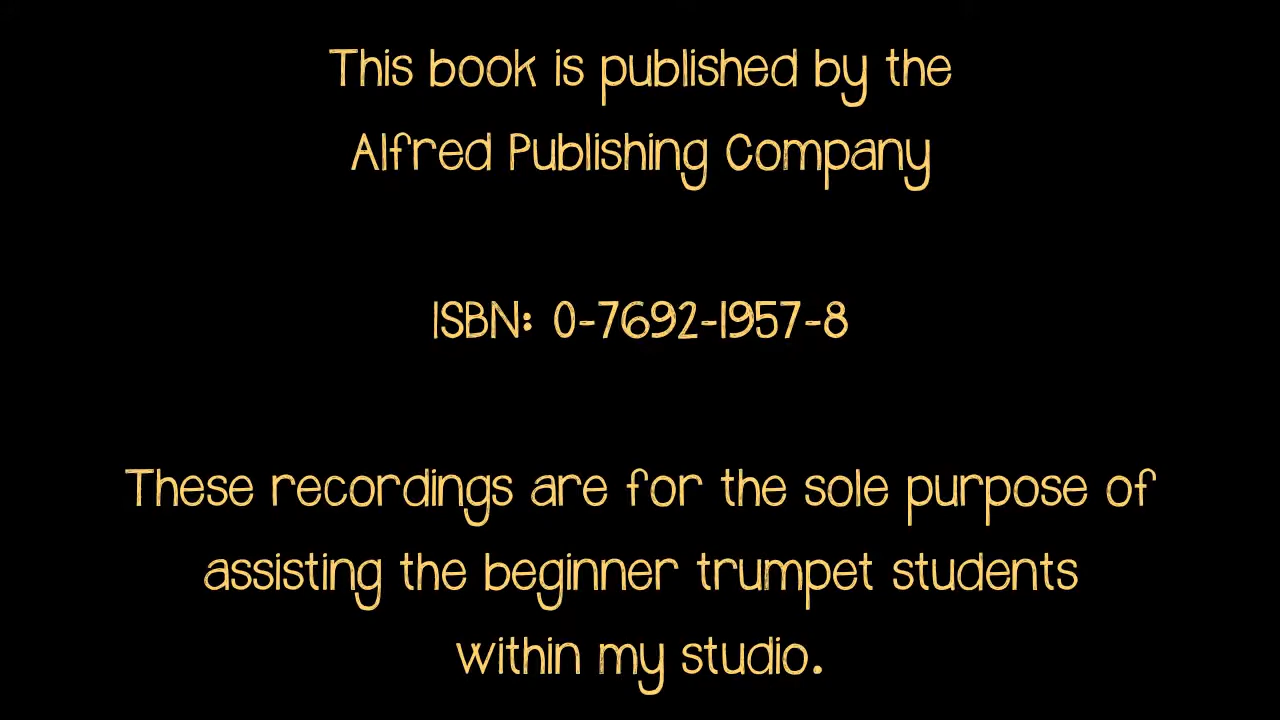 This book is published by the
Alfred Publishing Company
ISBN: 0-7692-1957-8
These recordings are for the sole purpose of
assisting the beginner trumpet students
within my studio.